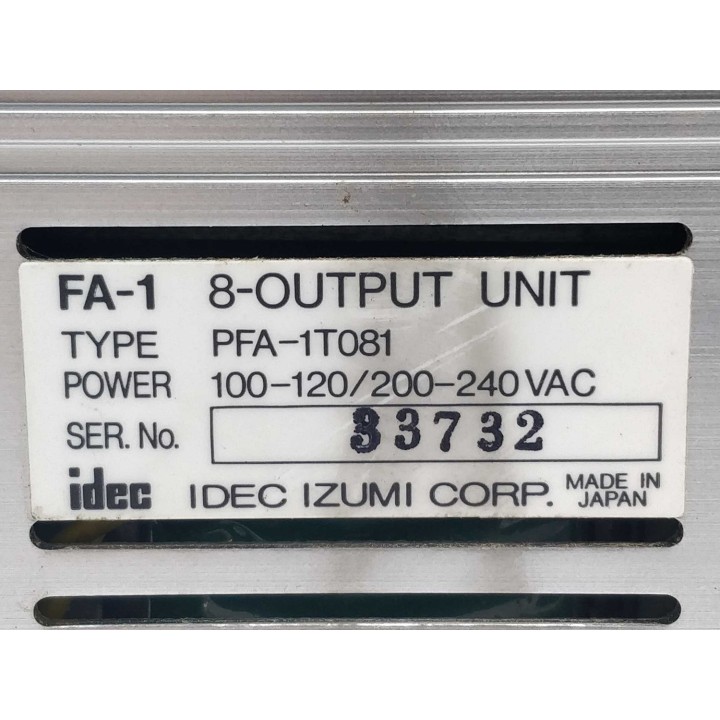 FA-1 8-OUTPUT UNIT
TYPE PFA-1T081
POWER 100-120/200-240 VAC
SER. No. 33732
idec IDEC IZUMI CORP. MADE IN JAPAN